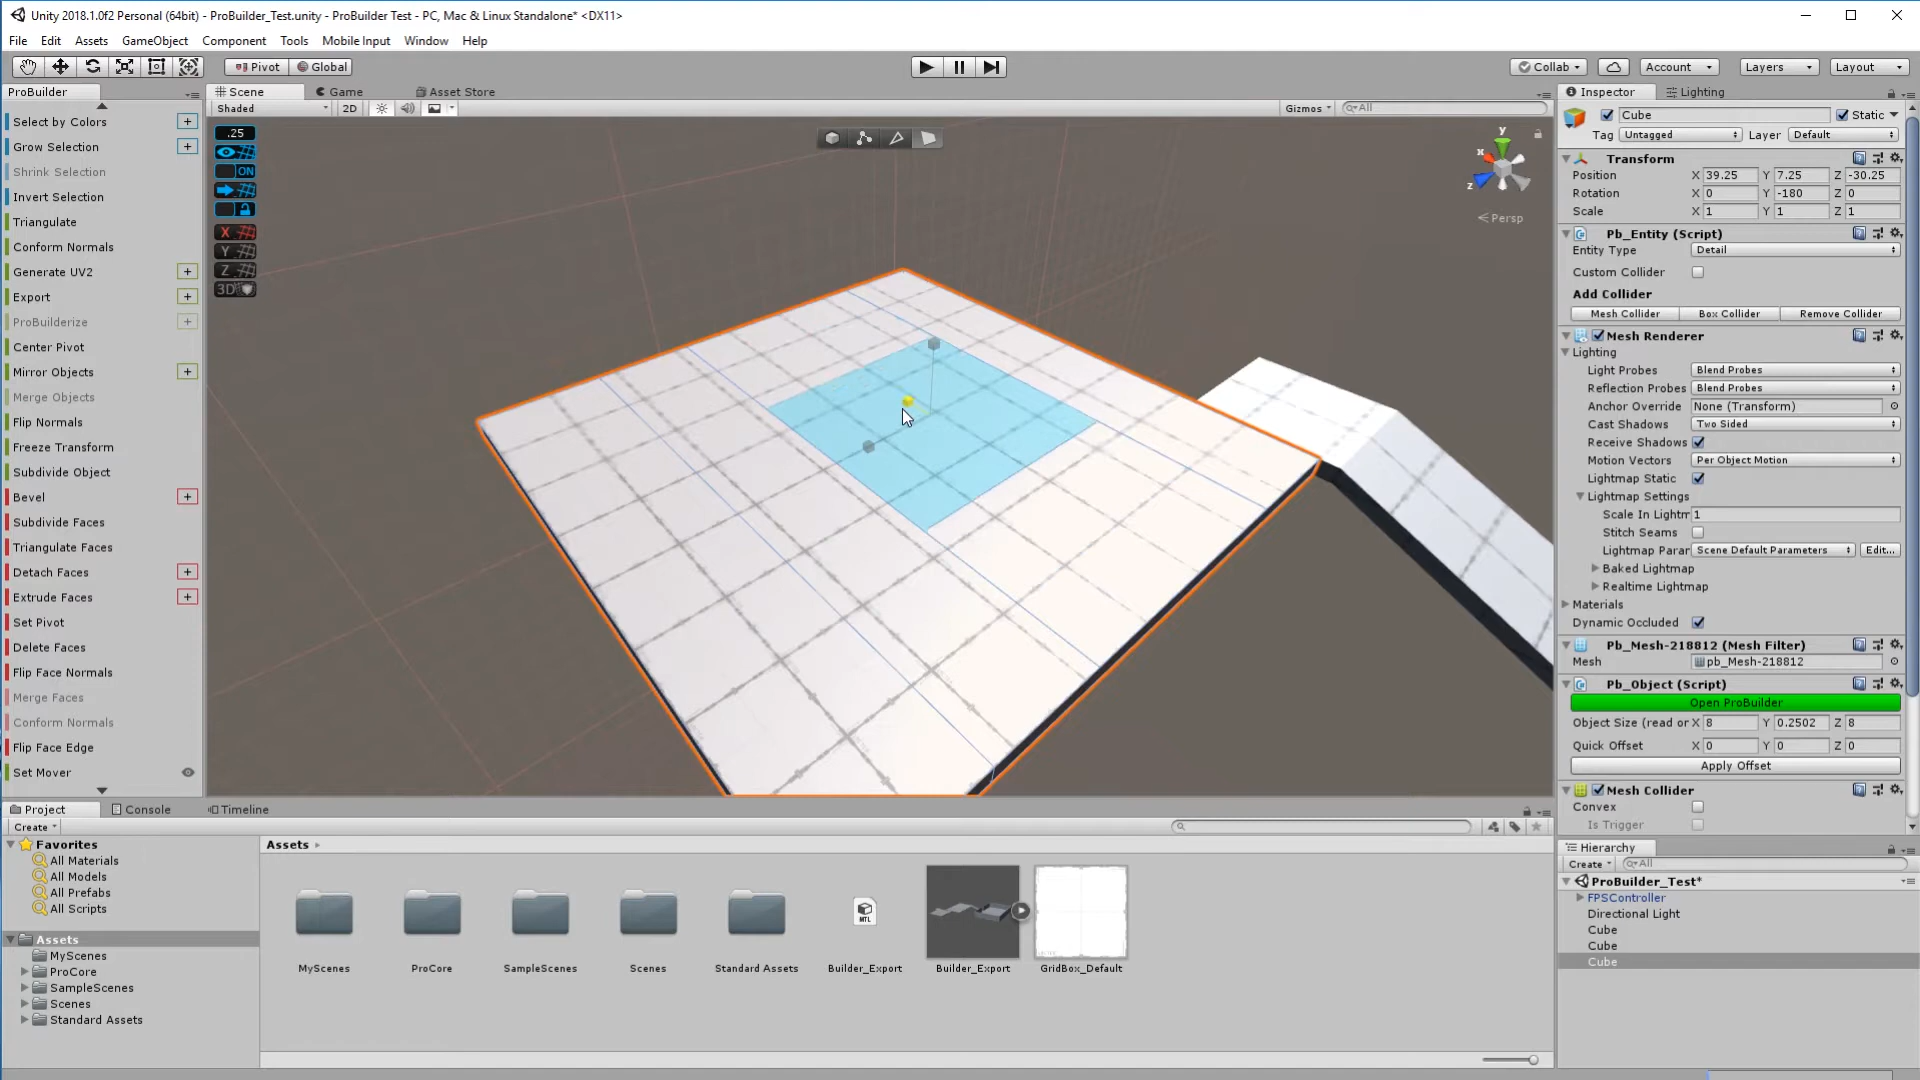 Unity 2018.1.0f2 Personal (64bit) - ProBuilder_Test.unity - ProBuilder Test - PC, Mac & Linux Standalone* <DX11>
File Edit Assets GameObject Component Tools Mobile Input Window Help
Pivot Global Collab Account Layers Layout
ProBuilder Scene Game Asset Store Inspector Lighting
Shaded 2D Gizmos All
Select by Colors
Grow Selection
Shrink Selection
Invert Selection
Triangulate
Conform Normals
Generate UV2
Export
ProBuilderize
Center Pivot
Mirror Objects
Merge Objects
Flip Normals
Freeze Transform
Subdivide Object
Bevel
Subdivide Faces
Triangulate Faces
Detach Faces
Extrude Faces
Set Pivot
Delete Faces
Flip Face Normals
Merge Faces
Conform Normals
Flip Face Edge
Set Mover
.25
ON
X
Y
Z
3D
y
x
z
Persp
Cube Static
Tag Untagged Layer Default
Transform
Position X 39.25 Y 7.25 Z -30.25
Rotation X 0 Y -180 Z 0
Scale X 1 Y 1 Z 1
Pb_Entity (Script)
Entity Type Detail
Custom Collider
Add Collider
Mesh Collider Box Collider Remove Collider
Mesh Renderer
Lighting
Light Probes Blend Probes
Reflection Probes Blend Probes
Anchor Override None (Transform)
Cast Shadows Two Sided
Receive Shadows
Motion Vectors Per Object Motion
Lightmap Static
Lightmap Settings
Scale In Lightm 1
Stitch Seams
Lightmap Parar Scene Default Parameters Edit...
Baked Lightmap
Realtime Lightmap
Materials
Dynamic Occluded
Pb_Mesh-218812 (Mesh Filter)
Mesh pb_Mesh-218812
Pb_Object (Script)
Open ProBuilder
Object Size (read or X 8 Y 0.2502 Z 8
Quick Offset X 0 Y 0 Z 0
Apply Offset
Mesh Collider
Convex
Is Trigger
Hierarchy
Create All
ProBuilder_Test*
FPSController
Directional Light
Cube
Cube
Cube
Project Console Timeline
Create
Favorites
All Materials
All Models
All Prefabs
All Scripts
Assets
MyScenes
ProCore
SampleScenes
Scenes
Standard Assets
Assets
MTL
MyScenes ProCore SampleScenes Scenes Standard Assets Builder_Export Builder_Export GridBox_Default